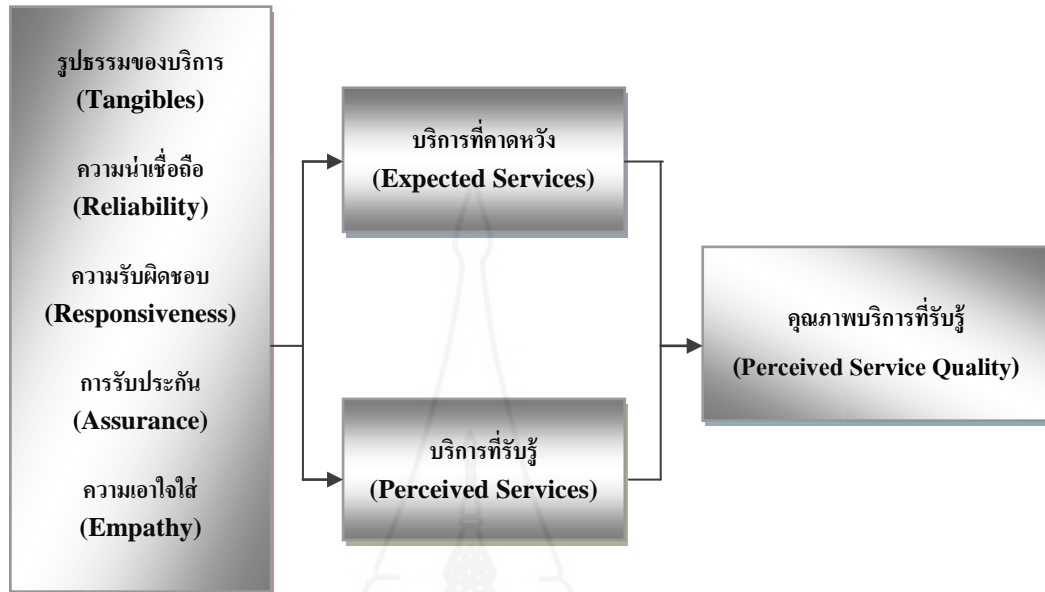 รูปธรรมของบริการ
(Tangibles)
ความน่าเชื่อถือ
(Reliability)
ความรับผิดชอบ
(Responsiveness)
การรับประกัน
(Assurance)
ความเอาใจใส่
(Empathy)
บริการที่คาดหวัง
(Expected Services)
บริการที่รับรู้
(Perceived Services)
คุณภาพบริการที่รับรู้
(Perceived Service Quality)